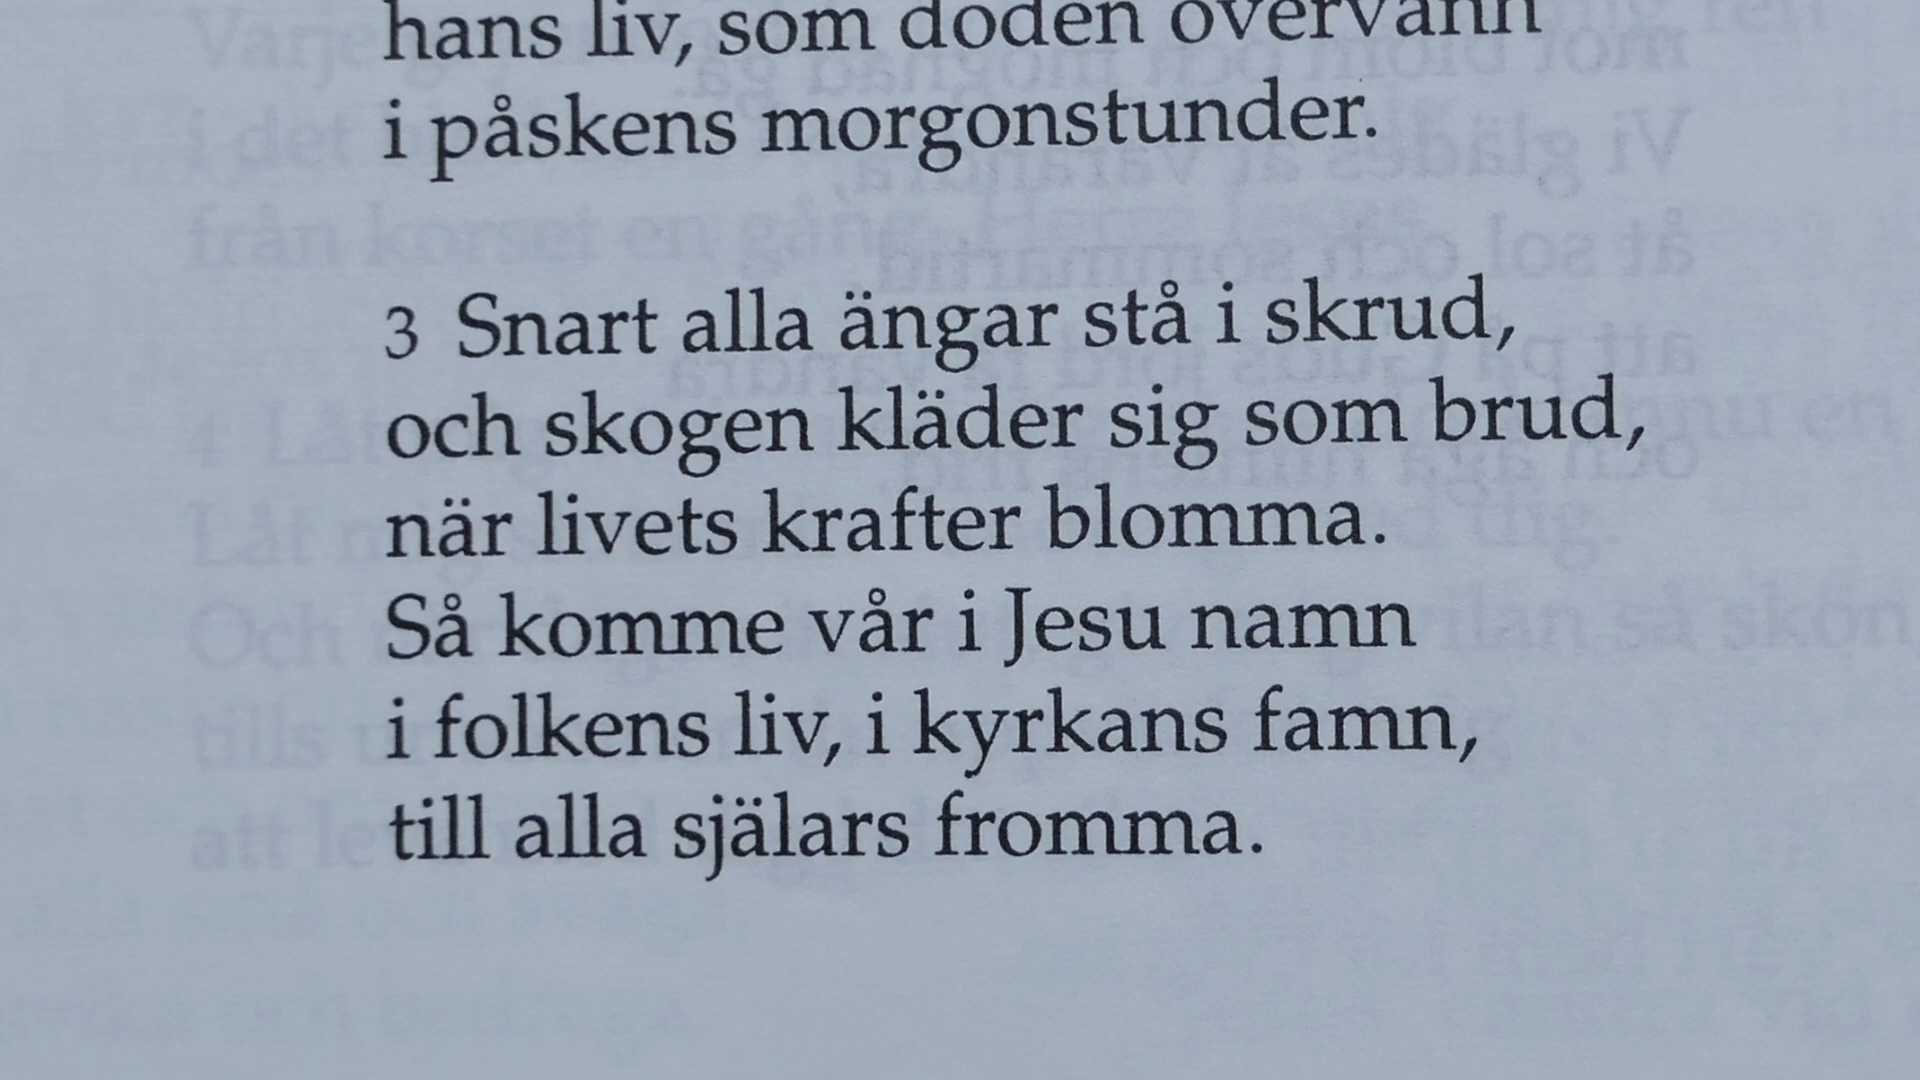 hans liv, som döden övervann
i påskens morgonstunder.
3 Snart alla ängar stå i skrud,
och skogen kläder sig som brud,
när livets krafter blomma.
Så komme vår i Jesu namn
i folkens liv, i kyrkans famn,
till alla själars fromma.